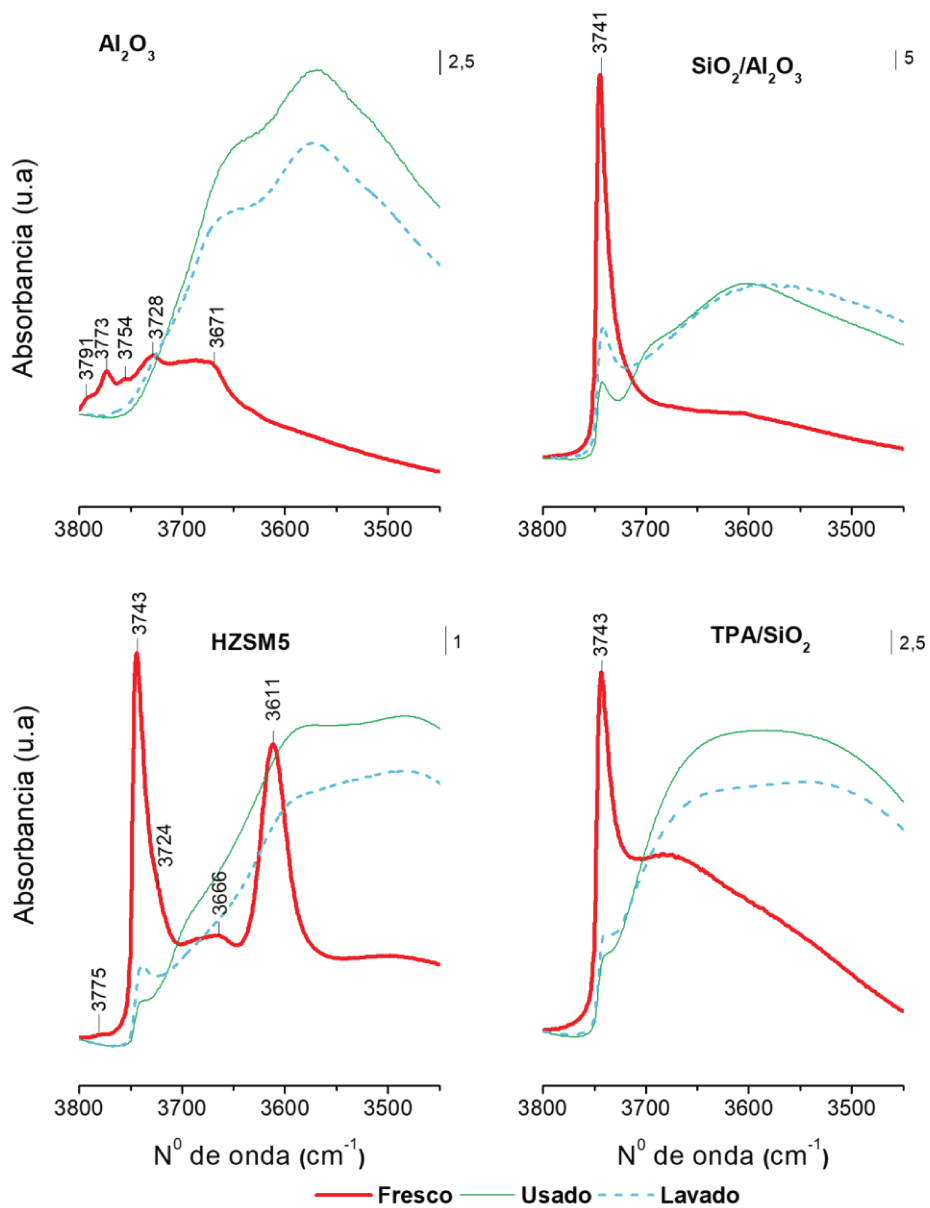 Al₂O₃
2,5
3791
3773
3754
3728
3671
Absorbancia (u.a)
3800 3700 3600 3500
3741
5
SiO₂/Al₂O₃
Absorbancia (u.a)
3800 3700 3600 3500
3743
HZSM5
1
3611
3724
3666
3775
Absorbancia (u.a)
3800 3700 3600 3500
N⁰ de onda (cm⁻¹)
3743
TPA/SiO₂
2,5
Absorbancia (u.a)
3800 3700 3600 3500
N⁰ de onda (cm⁻¹)
Fresco Usado Lavado